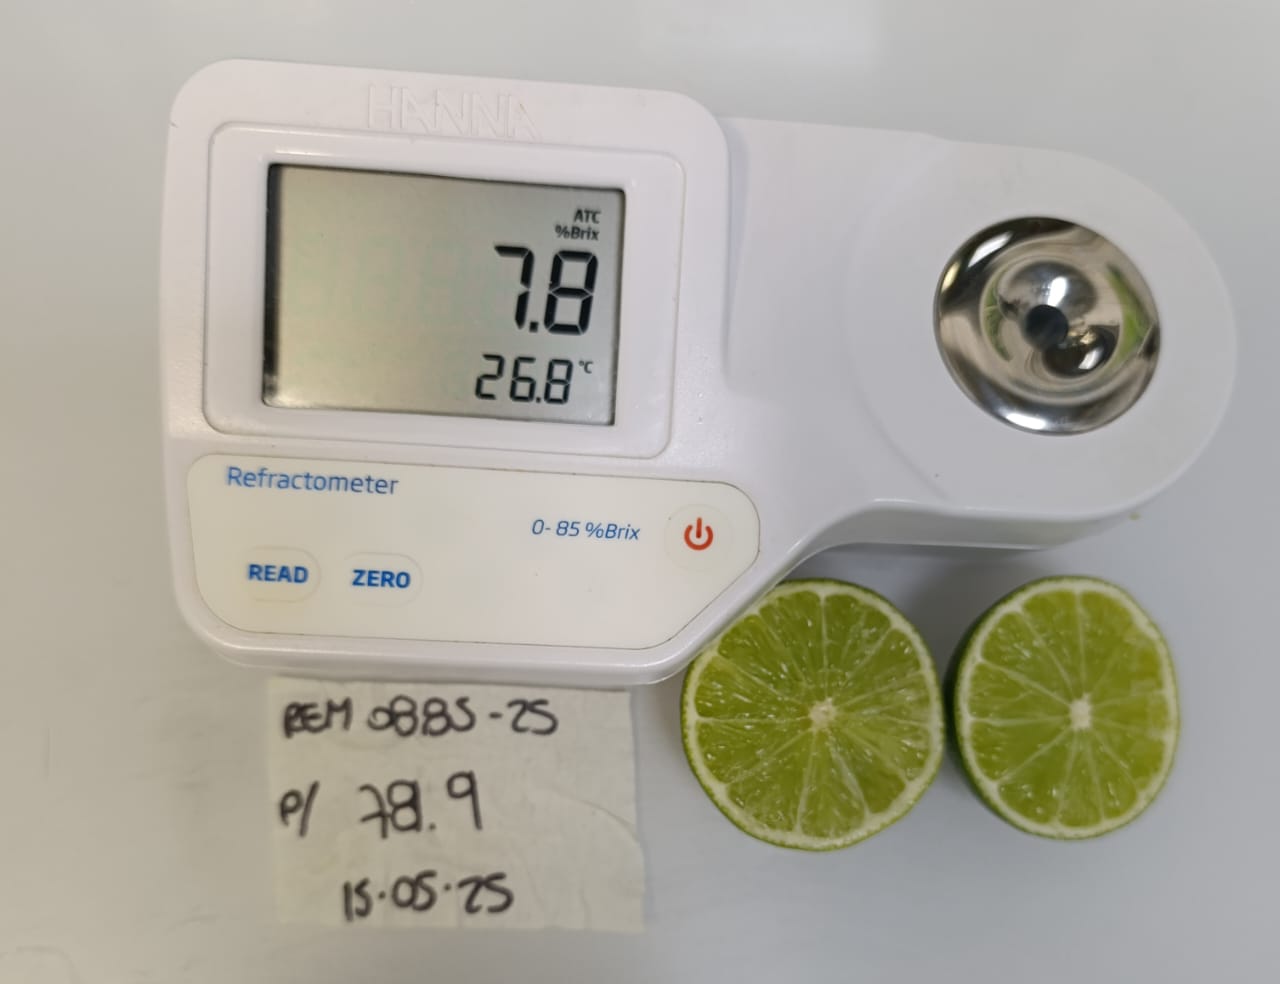 HANNA
ATC
%Brix
7.8
26.8 °C
Refractometer
0-85 %Brix
READ ZERO
REM 0885-25
P/ 78.9
15.05.25